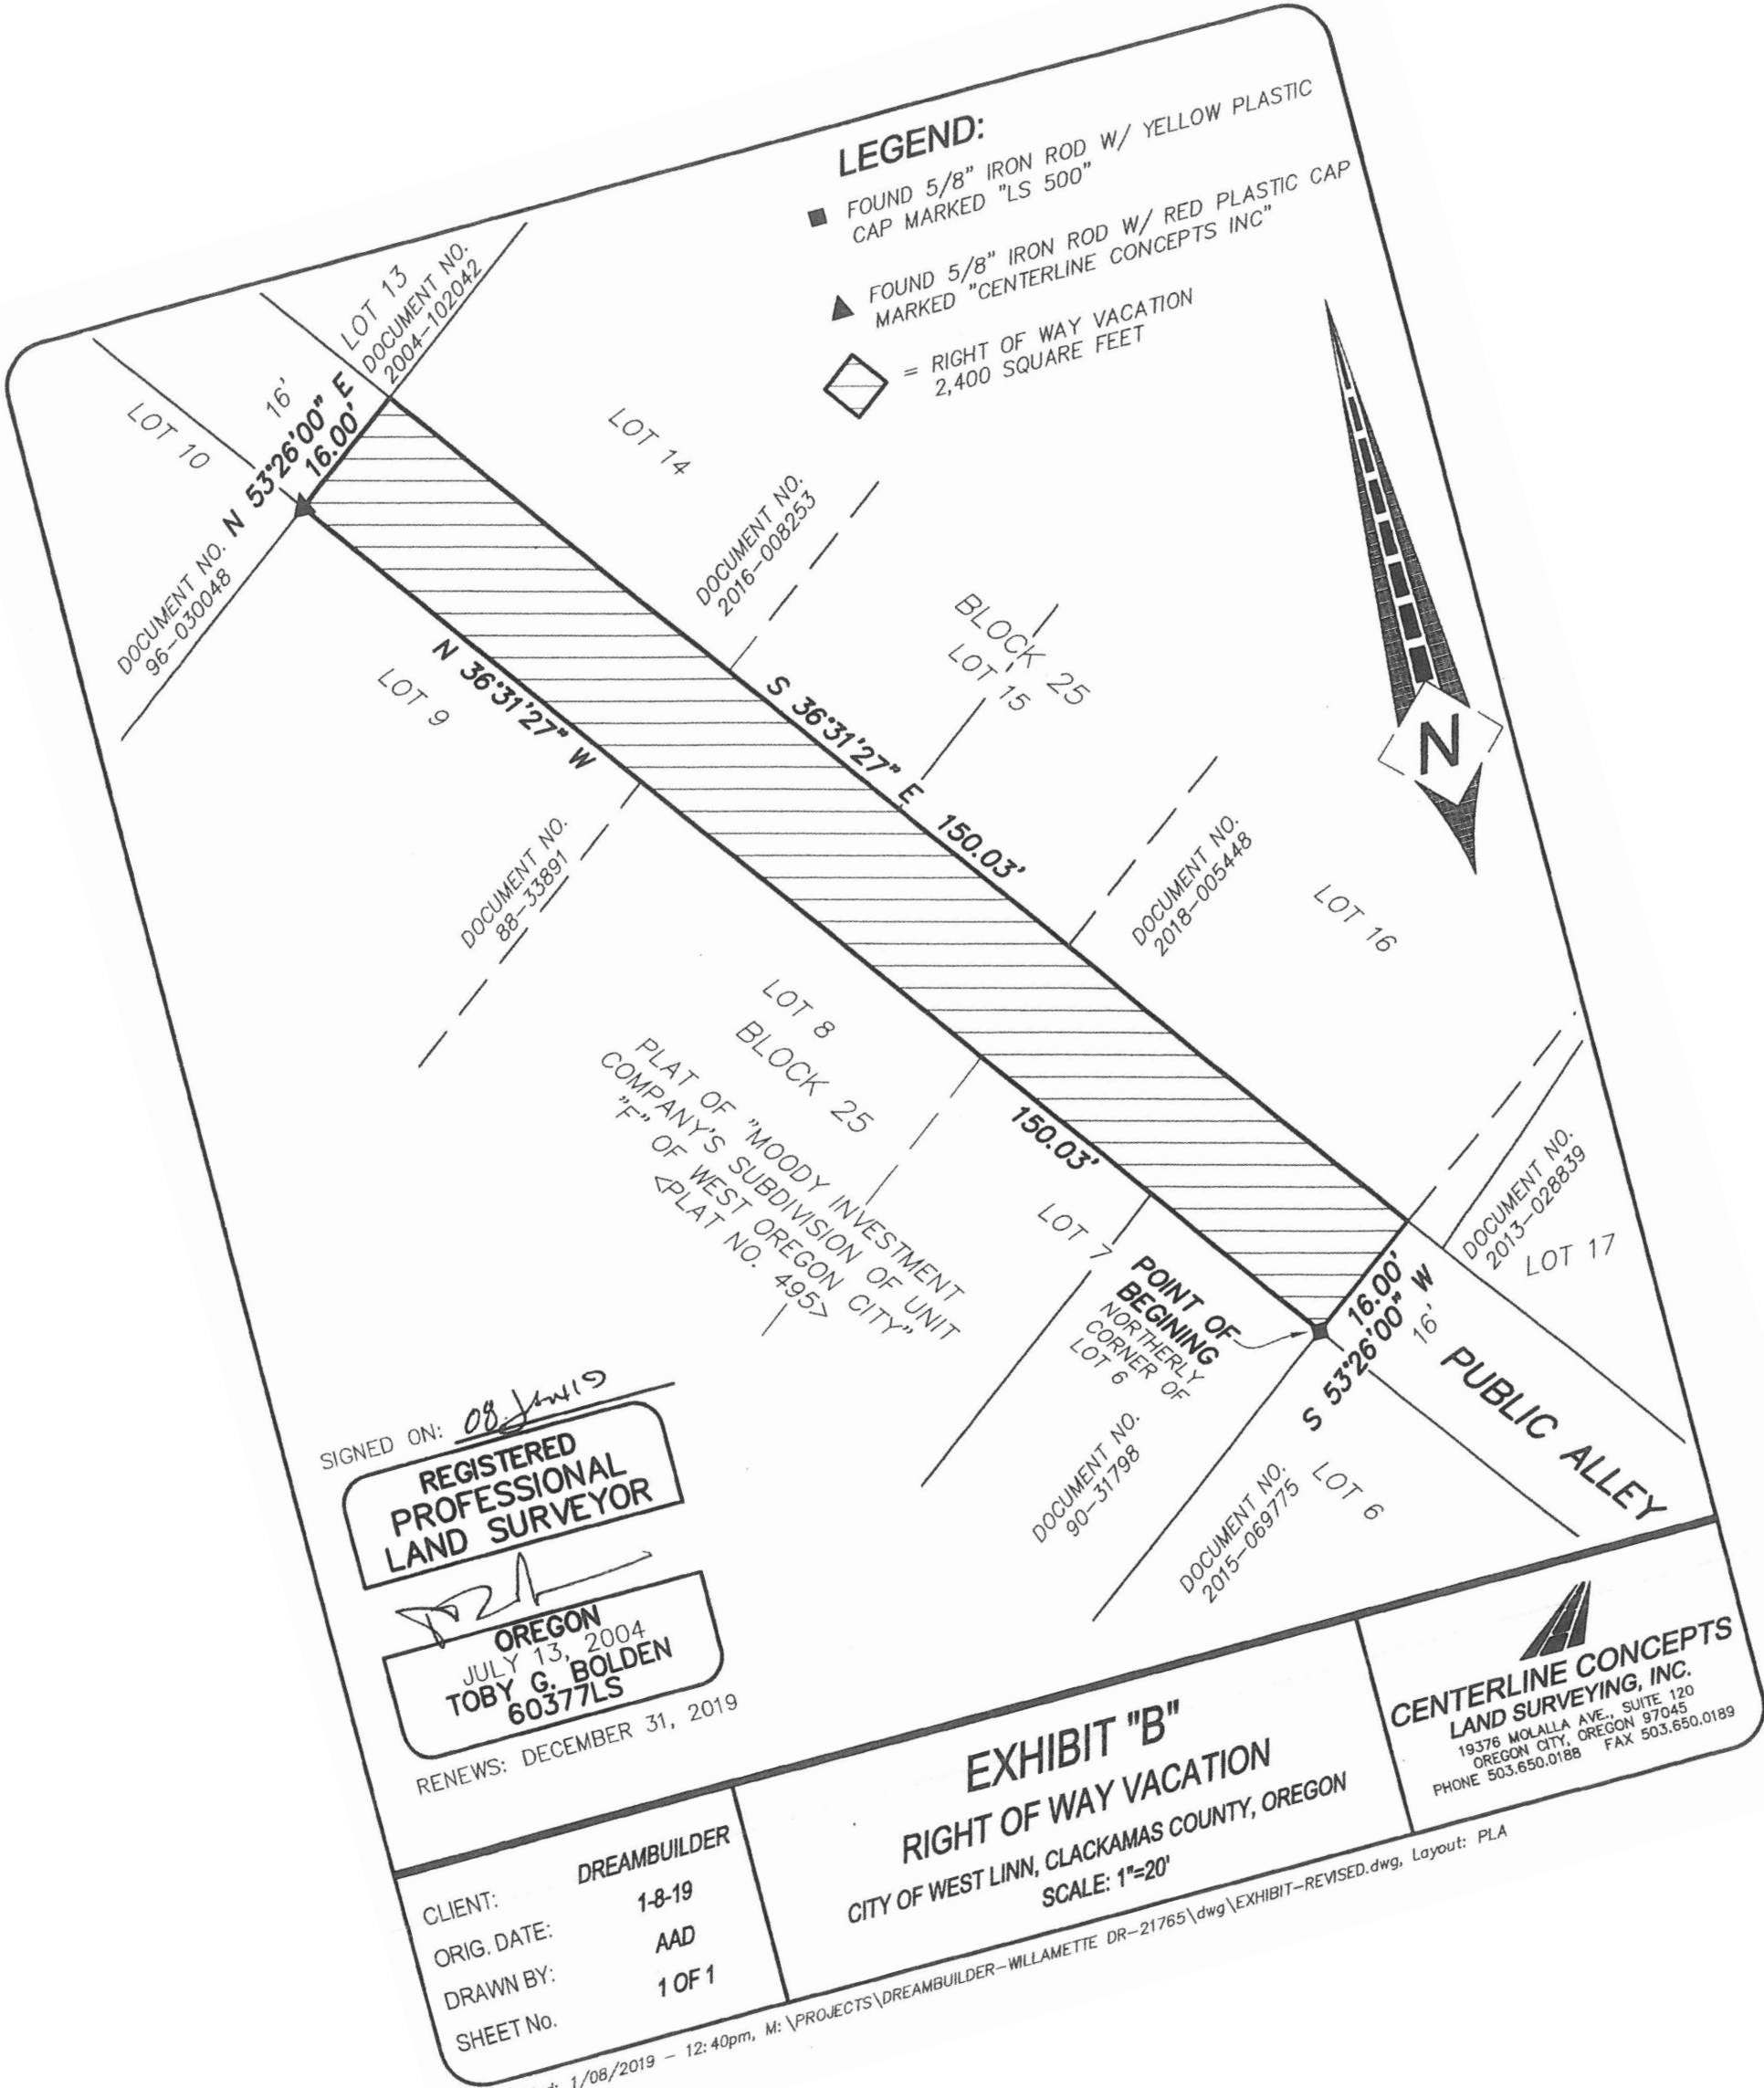 LEGEND:
FOUND 5/8" IRON ROD W/ YELLOW PLASTIC
CAP MARKED "LS 500"
FOUND 5/8" IRON ROD W/ RED PLASTIC CAP
MARKED "CENTERLINE CONCEPTS INC"
= RIGHT OF WAY VACATION
2,400 SQUARE FEET
LOT 13
DOCUMENT NO.
2004-102042
16'
LOT 10
N 53°26'00" E
16.00'
DOCUMENT NO.
96-030048
LOT 14
DOCUMENT NO.
2016-008253
BLOCK 25
LOT 15
N
LOT 9
N 36°31'27" W
S 36°31'27" E
150.03'
DOCUMENT NO.
88-33891
DOCUMENT NO.
2018-005448
LOT 16
LOT 8
BLOCK 25
PLAT OF "MOODY INVESTMENT
COMPANY'S SUBDIVISION OF UNIT
"F" OF WEST OREGON CITY"
<PLAT NO. 495>
150.03'
LOT 7
POINT OF
BEGINING
NORTHERLY
CORNER OF
LOT 6
16.00'
S 53°26'00" W
16'
DOCUMENT NO.
2013-028839
LOT 17
PUBLIC ALLEY
DOCUMENT NO.
90-31798
DOCUMENT NO.
2015-069775
LOT 6
SIGNED ON: 08 Jan 19
REGISTERED
PROFESSIONAL
LAND SURVEYOR
OREGON
JULY 13, 2004
TOBY G. BOLDEN
60377LS
RENEWS: DECEMBER 31, 2019
CLIENT: DREAMBUILDER
ORIG. DATE: 1-8-19
DRAWN BY: AAD
SHEET No. 1 OF 1
EXHIBIT "B"
RIGHT OF WAY VACATION
CITY OF WEST LINN, CLACKAMAS COUNTY, OREGON
SCALE: 1"=20'
CENTERLINE CONCEPTS
LAND SURVEYING, INC.
19376 MOLALLA AVE., SUITE 120
OREGON CITY, OREGON 97045
PHONE 503.650.0188 FAX 503.650.0189
1/08/2019 - 12:40pm, M:\PROJECTS\DREAMBUILDER-WILLAMETTE DR-21765\dwg\EXHIBIT-REVISED.dwg, Layout: PLA